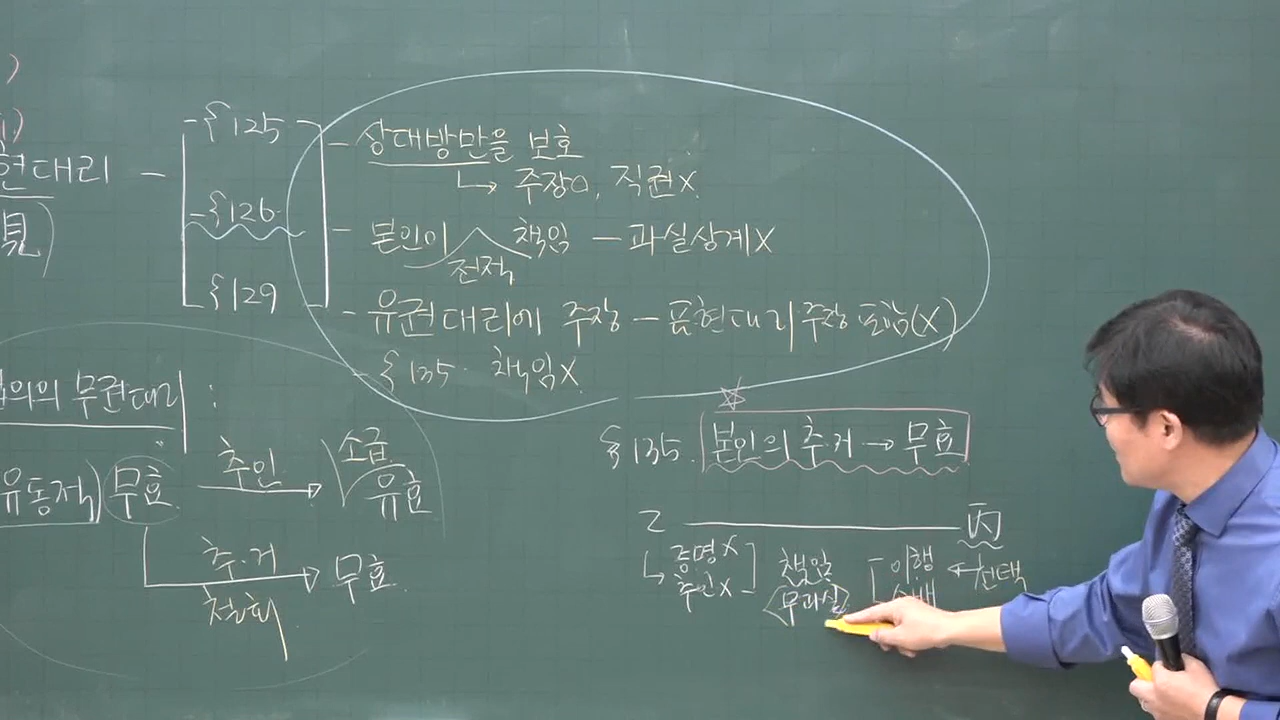 )
1)
현대리 —
見)
{125
{126
{129
- 상대방만을 보호
↳ 주장O, 직권X
- 본인이 전적 책임 - 과실상계X
- 유권대리에 주장 - 표현대리 주장 포함(X)
- {135. 책임X
의의 무권대리 :
유동적) 무효 추인 → 소급 유효
추·거 → 무효
{135. 본인의 추·거 → 무효
乙 — 丙
↳ 증명X
추인X
책임
무과실
이행 ← 선택
손배